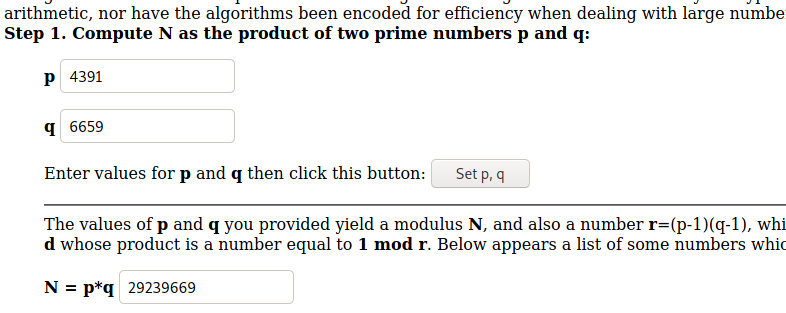 arithmetic, nor have the algorithms been encoded for efficiency when dealing with large numbe
Step 1. Compute N as the product of two prime numbers p and q:
p 4391
q 6659
Enter values for p and q then click this button: Set p, q
The values of p and q you provided yield a modulus N, and also a number r=(p-1)(q-1), whi
d whose product is a number equal to 1 mod r. Below appears a list of some numbers whic
N = p*q 29239669